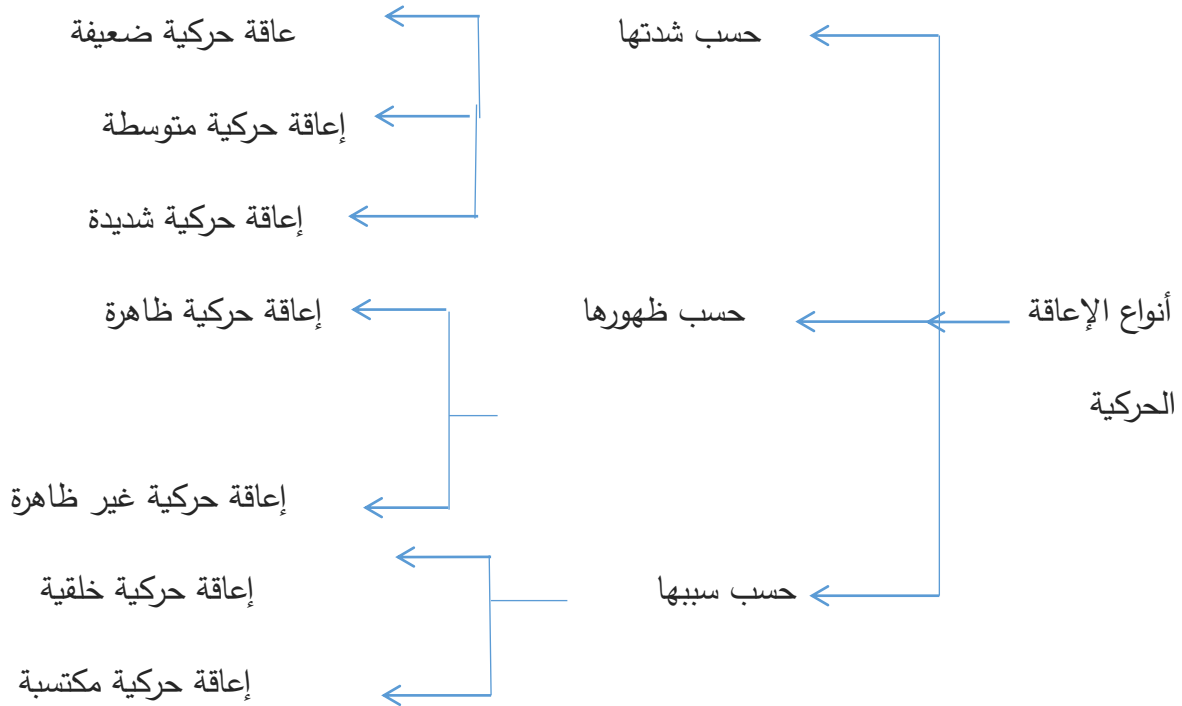 أنواع الإعاقة
الحركية
حسب شدتها
عاقة حركية ضعيفة
إعاقة حركية متوسطة
إعاقة حركية شديدة
حسب ظهورها
إعاقة حركية ظاهرة
إعاقة حركية غير ظاهرة
حسب سببها
إعاقة حركية خلقية
إعاقة حركية مكتسبة